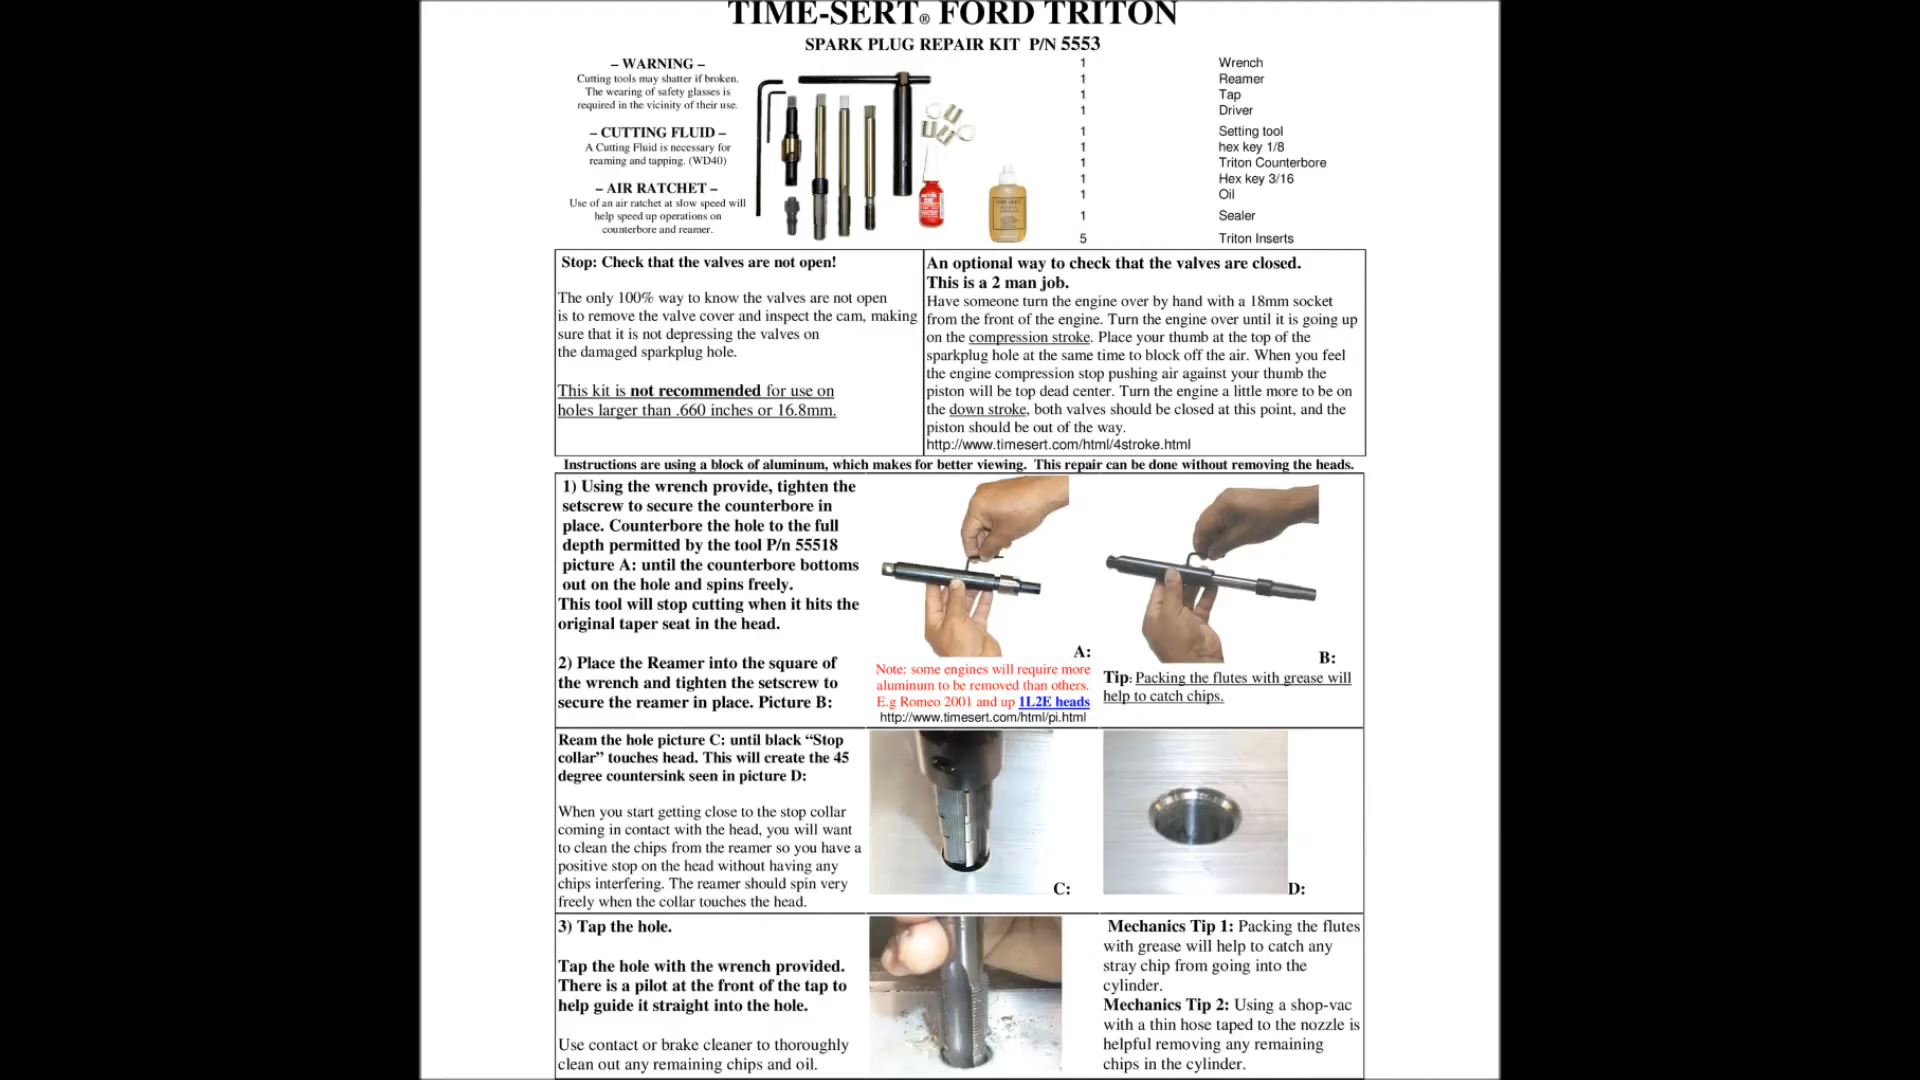 TIME-SERT® FORD TRITON
SPARK PLUG REPAIR KIT P/N 5553
– WARNING –
Cutting tools may shatter if broken.
The wearing of safety glasses is
required in the vicinity of their use.
– CUTTING FLUID –
A Cutting Fluid is necessary for
reaming and tapping. (WD40)
– AIR RATCHET –
Use of an air ratchet at slow speed will
help speed up operations on
counterbore and reamer.
1 Wrench
1 Reamer
1 Tap
1 Driver
1 Setting tool
1 hex key 1/8
1 Triton Counterbore
1 Hex key 3/16
1 Oil
1 Sealer
5 Triton Inserts
Stop: Check that the valves are not open!
The only 100% way to know the valves are not open
is to remove the valve cover and inspect the cam, making
sure that it is not depressing the valves on
the damaged sparkplug hole.
This kit is not recommended for use on
holes larger than .660 inches or 16.8mm.
An optional way to check that the valves are closed.
This is a 2 man job.
Have someone turn the engine over by hand with a 18mm socket
from the front of the engine. Turn the engine over until it is going up
on the compression stroke. Place your thumb at the top of the
sparkplug hole at the same time to block off the air. When you feel
the engine compression stop pushing air against your thumb the
piston will be top dead center. Turn the engine a little more to be on
the down stroke, both valves should be closed at this point, and the
piston should be out of the way.
http://www.timesert.com/html/4stroke.html
Instructions are using a block of aluminum, which makes for better viewing. This repair can be done without removing the heads.
1) Using the wrench provide, tighten the
setscrew to secure the counterbore in
place. Counterbore the hole to the full
depth permitted by the tool P/n 55518
picture A: until the counterbore bottoms
out on the hole and spins freely.
This tool will stop cutting when it hits the
original taper seat in the head.
2) Place the Reamer into the square of
the wrench and tighten the setscrew to
secure the reamer in place. Picture B:
A:
Note: some engines will require more
aluminum to be removed than others.
E.g Romeo 2001 and up 1L2E heads
http://www.timesert.com/html/pi.html
B:
Tip: Packing the flutes with grease will
help to catch chips.
Ream the hole picture C: until black “Stop
collar” touches head. This will create the 45
degree countersink seen in picture D:
When you start getting close to the stop collar
coming in contact with the head, you will want
to clean the chips from the reamer so you have a
positive stop on the head without having any
chips interfering. The reamer should spin very
freely when the collar touches the head.
C:
D:
3) Tap the hole.
Tap the hole with the wrench provided.
There is a pilot at the front of the tap to
help guide it straight into the hole.
Use contact or brake cleaner to thoroughly
clean out any remaining chips and oil.
Mechanics Tip 1: Packing the flutes
with grease will help to catch any
stray chip from going into the
cylinder.
Mechanics Tip 2: Using a shop-vac
with a thin hose taped to the nozzle is
helpful removing any remaining
chips in the cylinder.